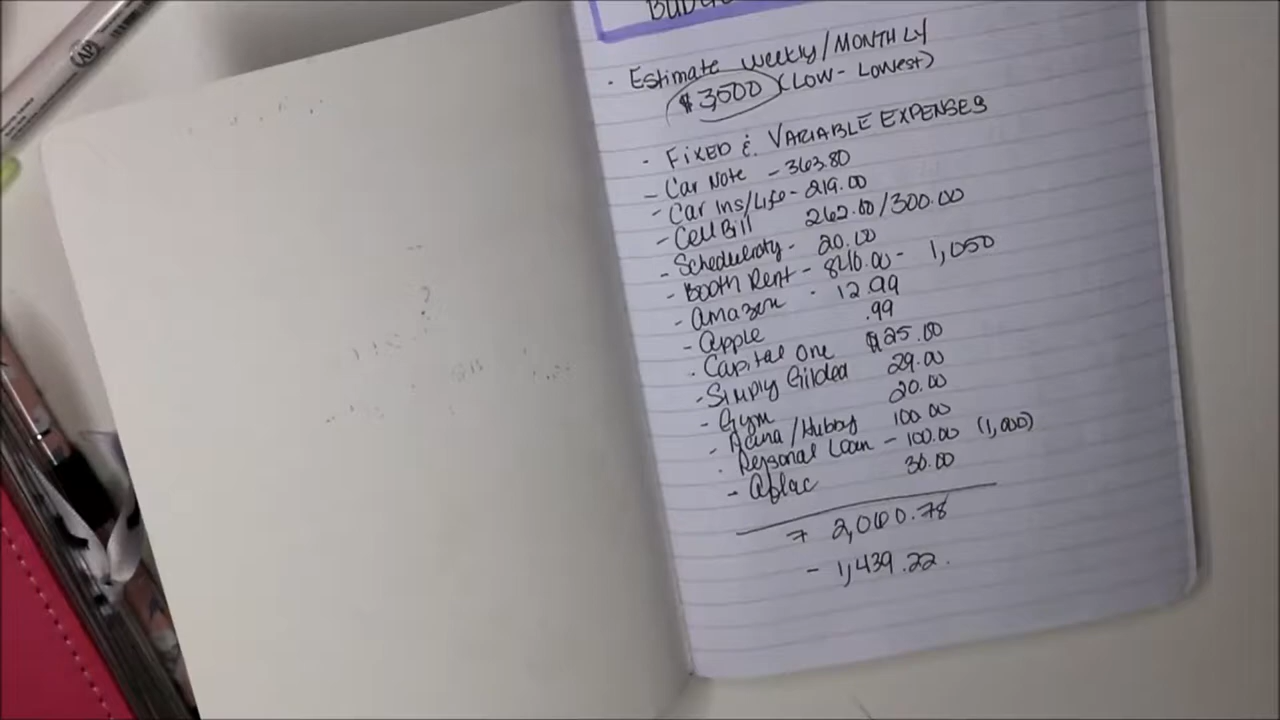 · Estimate weekly/MONTHLY
$3500 (LOW - LOWEST)
· FIXED & VARIABLE EXPENSES
- Car Note - 363.80
- Car Ins/Life - 219.00
- Cell Bill 262.00/300.00
- Schedulicity - 20.00
- Booth Rent - 840.00 - 1,050
- Amazon - 12.99
- Apple .99
· Capital One $25.00
- Simply Gilded 29.00
- Gym 20.00
- /Hubby 100.00
· Personal Loan - 100.00 (1,000)
- Aflac 30.00
2,060.78
- 1,439.22
AP